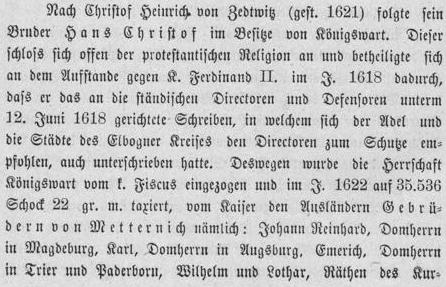 Nach Christof Heinrich von Zedtwitz (gest. 1621) folgte sein
Bruder Hans Christof im Besitze von Königswart. Dieser
schloß sich offen der protestantischen Religion an und betheiligte sich
an dem Aufstande gegen K. Ferdinand II. im J. 1618 dadurch,
daß er das an die ständischen Directoren und Defensoren unterm
12. Juni 1618 gerichtete Schreiben, in welchem sich der Adel und
die Städte des Elbogner Kreises den Directoren zum Schutze em-
pfohlen, auch unterschrieben hatte. Deswegen wurde die Herrschaft
Königswart vom k. Fiscus eingezogen und im J. 1622 auf 35.536
Schock 22 gr. m. taxiert, vom Kaiser den Ausländern Gebrü-
dern von Metternich nämlich: Johann Reinhard, Domherrn
in Magdeburg, Karl, Domherrn in Augsburg, Emerich, Domherrn
in Trier und Paderborn, Wilhelm und Lothar, Räthen des Kur-